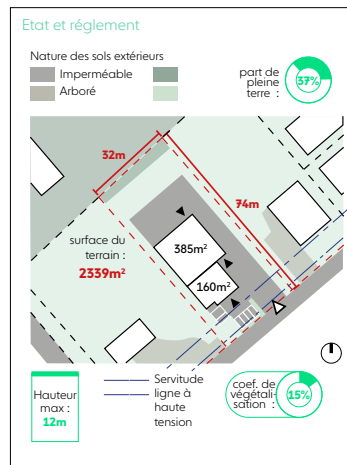 Etat et réglement
Nature des sols extérieurs
Imperméable
Arboré
part de
pleine
terre :
37%
32m
74m
surface du
terrain :
2339m²
385m²
160m²
Hauteur
max :
12m
Servitude
ligne à
haute
tension
coef. de
végétali-
sation :
15%